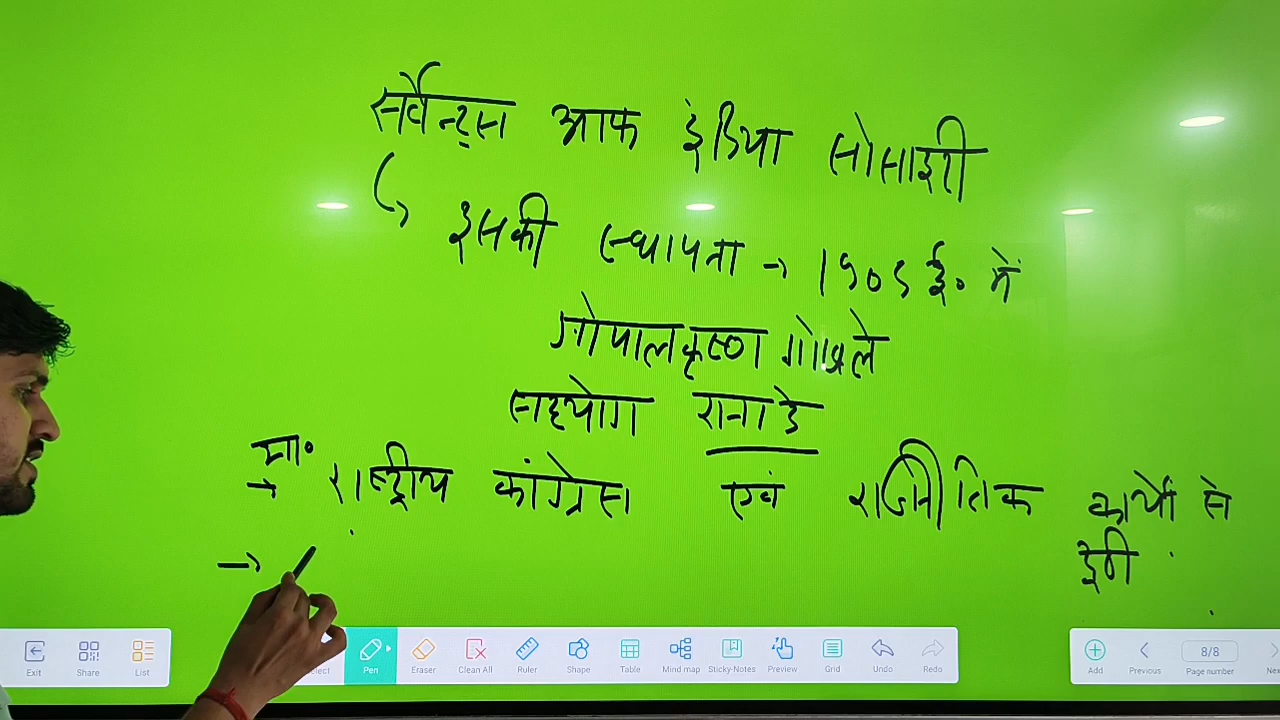 सर्वेन्ट्स आफ इंडिया सोसाइटी
इसकी स्थापना → 1905 ई० में
गोपालकृष्ण गोखले
सहयोग रानाडे
भा०
→ राष्ट्रीय कांग्रेस एवं राजनीतिक कार्यो से
→
Exit
Share
List
Pen
Eraser
Clean All
Ruler
Shape
Table
Mind map
Sticky-Notes
Preview
Grid
Undo
Redo
Add
Previous
8/8
Page number